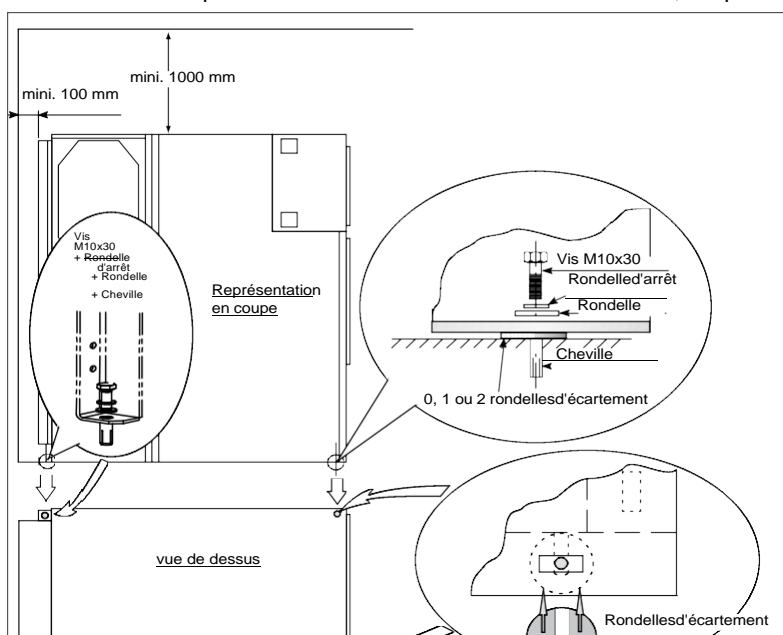 mini. 1000 mm
mini. 100 mm
Vis
M10x30
+ Rondelle
d'arrêt
+ Rondelle
+ Cheville
Représentation
en coupe
Vis M10x30
Rondelled'arrêt
Rondelle
Cheville
0, 1 ou 2 rondellesd'écartement
vue de dessus
Rondellesd'écartement